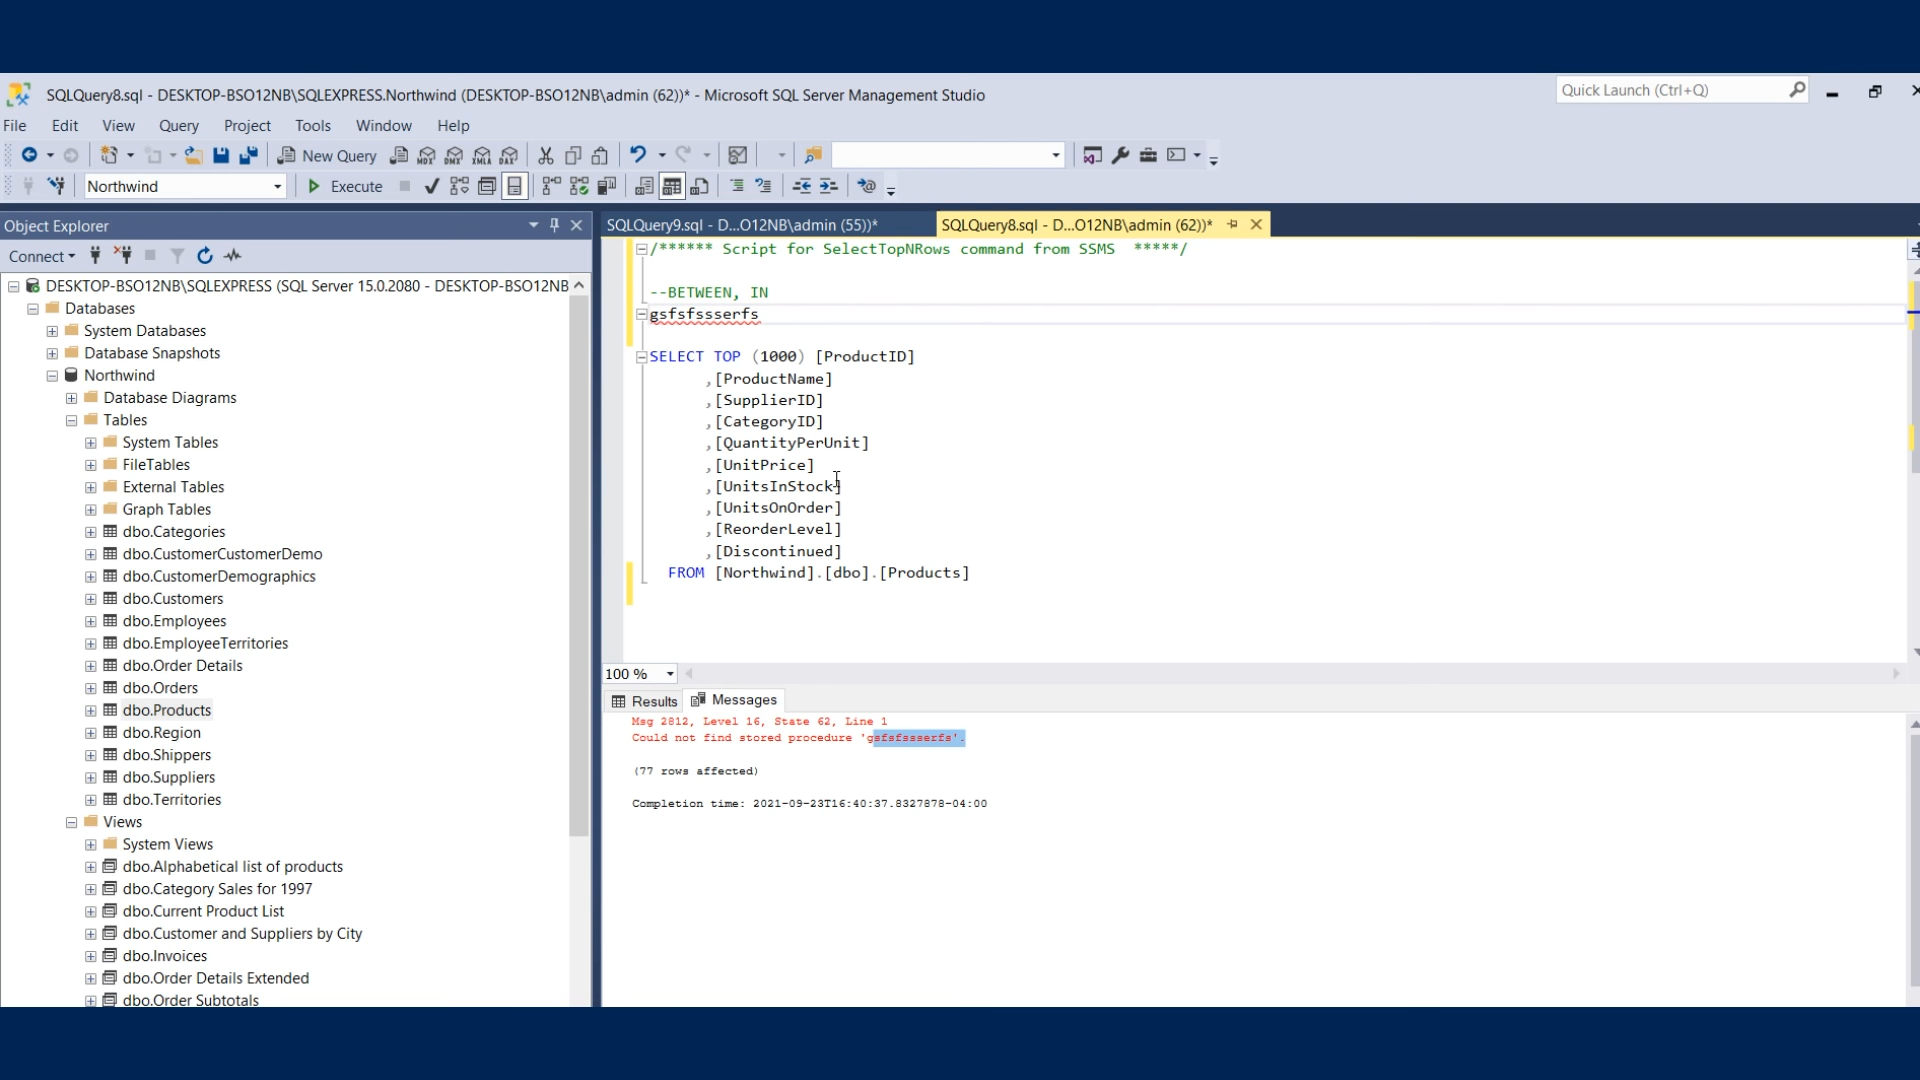 SQLQuery8.sql - DESKTOP-BSO12NB\SQLEXPRESS.Northwind (DESKTOP-BSO12NB\admin (62))* - Microsoft SQL Server Management Studio
Quick Launch (Ctrl+Q)
File Edit View Query Project Tools Window Help
New Query
MDX DMX XMLA DAX
Northwind
Execute
Object Explorer
Connect
DESKTOP-BSO12NB\SQLEXPRESS (SQL Server 15.0.2080 - DESKTOP-BSO12NB
Databases
System Databases
Database Snapshots
Northwind
Database Diagrams
Tables
System Tables
FileTables
External Tables
Graph Tables
dbo.Categories
dbo.CustomerCustomerDemo
dbo.CustomerDemographics
dbo.Customers
dbo.Employees
dbo.EmployeeTerritories
dbo.Order Details
dbo.Orders
dbo.Products
dbo.Region
dbo.Shippers
dbo.Suppliers
dbo.Territories
Views
System Views
dbo.Alphabetical list of products
dbo.Category Sales for 1997
dbo.Current Product List
dbo.Customer and Suppliers by City
dbo.Invoices
dbo.Order Details Extended
dbo.Order Subtotals
SQLQuery9.sql - D...O12NB\admin (55))*
SQLQuery8.sql - D...O12NB\admin (62))*
/****** Script for SelectTopNRows command from SSMS  *****/
--BETWEEN, IN
gsfsfssserfs
SELECT TOP (1000) [ProductID]
,[ProductName]
,[SupplierID]
,[CategoryID]
,[QuantityPerUnit]
,[UnitPrice]
,[UnitsInStock]
,[UnitsOnOrder]
,[ReorderLevel]
,[Discontinued]
FROM [Northwind].[dbo].[Products]
100 %
Results Messages
Msg 2812, Level 16, State 62, Line 1
Could not find stored procedure 'gsfsfssserfs'.
(77 rows affected)
Completion time: 2021-09-23T16:40:37.8327878-04:00